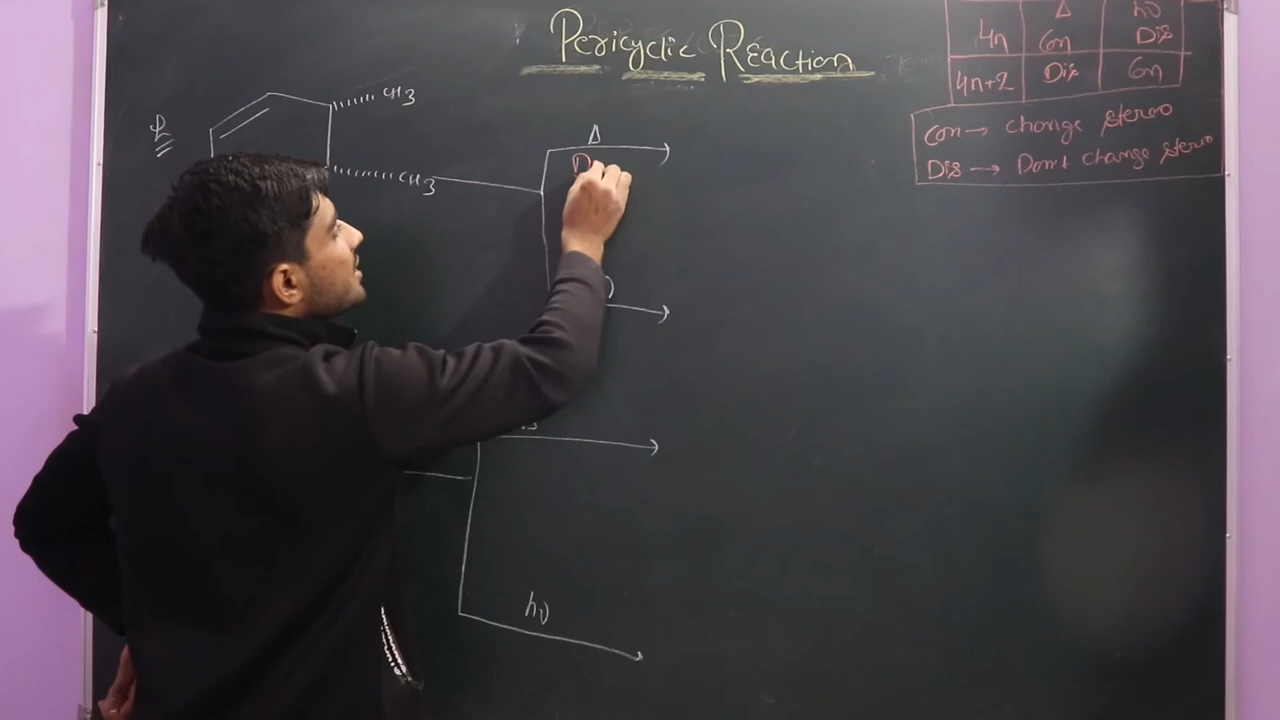 Pericyclic Reaction
Δ hν
4n Con Dis
4n+2 Dis Con
Con→ change stereo
Dis → Don't change stereo
CH3
CH3
Δ
D
hν